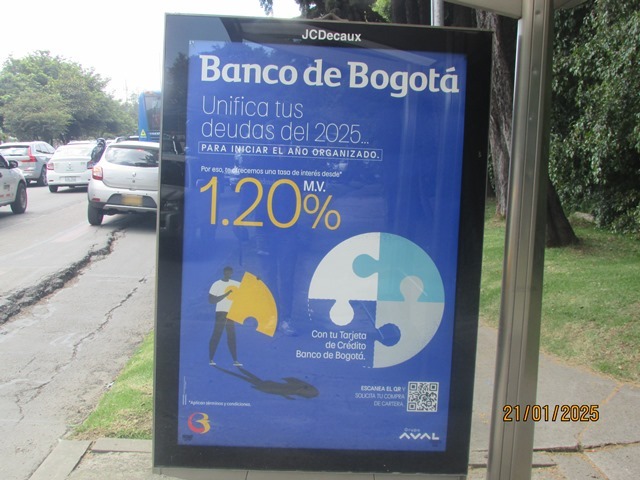 JCDecaux
Banco de Bogotá
Unifica tus
deudas del 2025...
PARA INICIAR EL AÑO ORGANIZADO.
Por eso, te ofrecemos una tasa de interés desde*
1.20% M.V.
Con tu Tarjeta
de Crédito
Banco de Bogotá.
ESCANEA EL QR Y
SOLICITA TU COMPRA
DE CARTERA.
*Aplican términos y condiciones.
Grupo
AVAL
21/01/2025